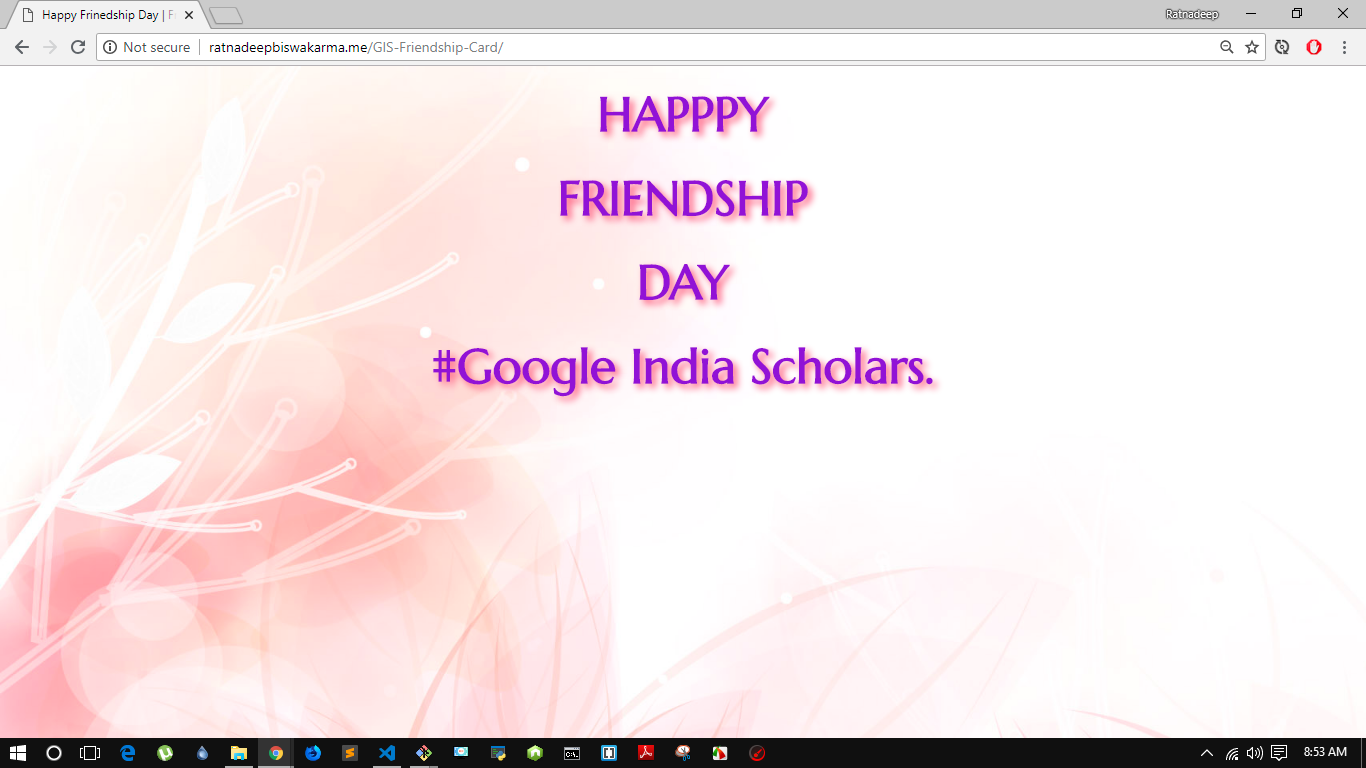 Happy Frinedship Day | F
Ratnadeep
Not secure
ratnadeepbiswakarma.me/GIS-Friendship-Card/
HAPPPY
FRIENDSHIP
DAY
#Google India Scholars.
8:53 AM